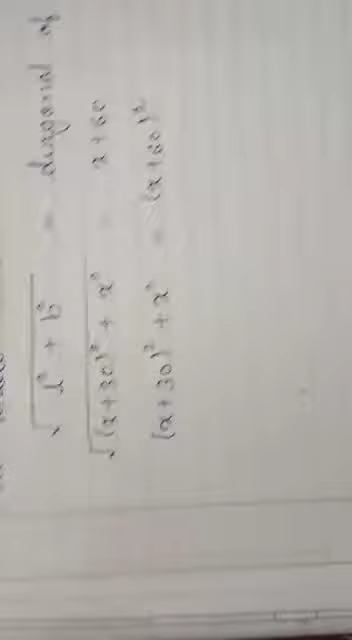 √l² + b² = diagonal of
√(x+30)² + x² = x+60
(x+30)² + x² = (x+60)²